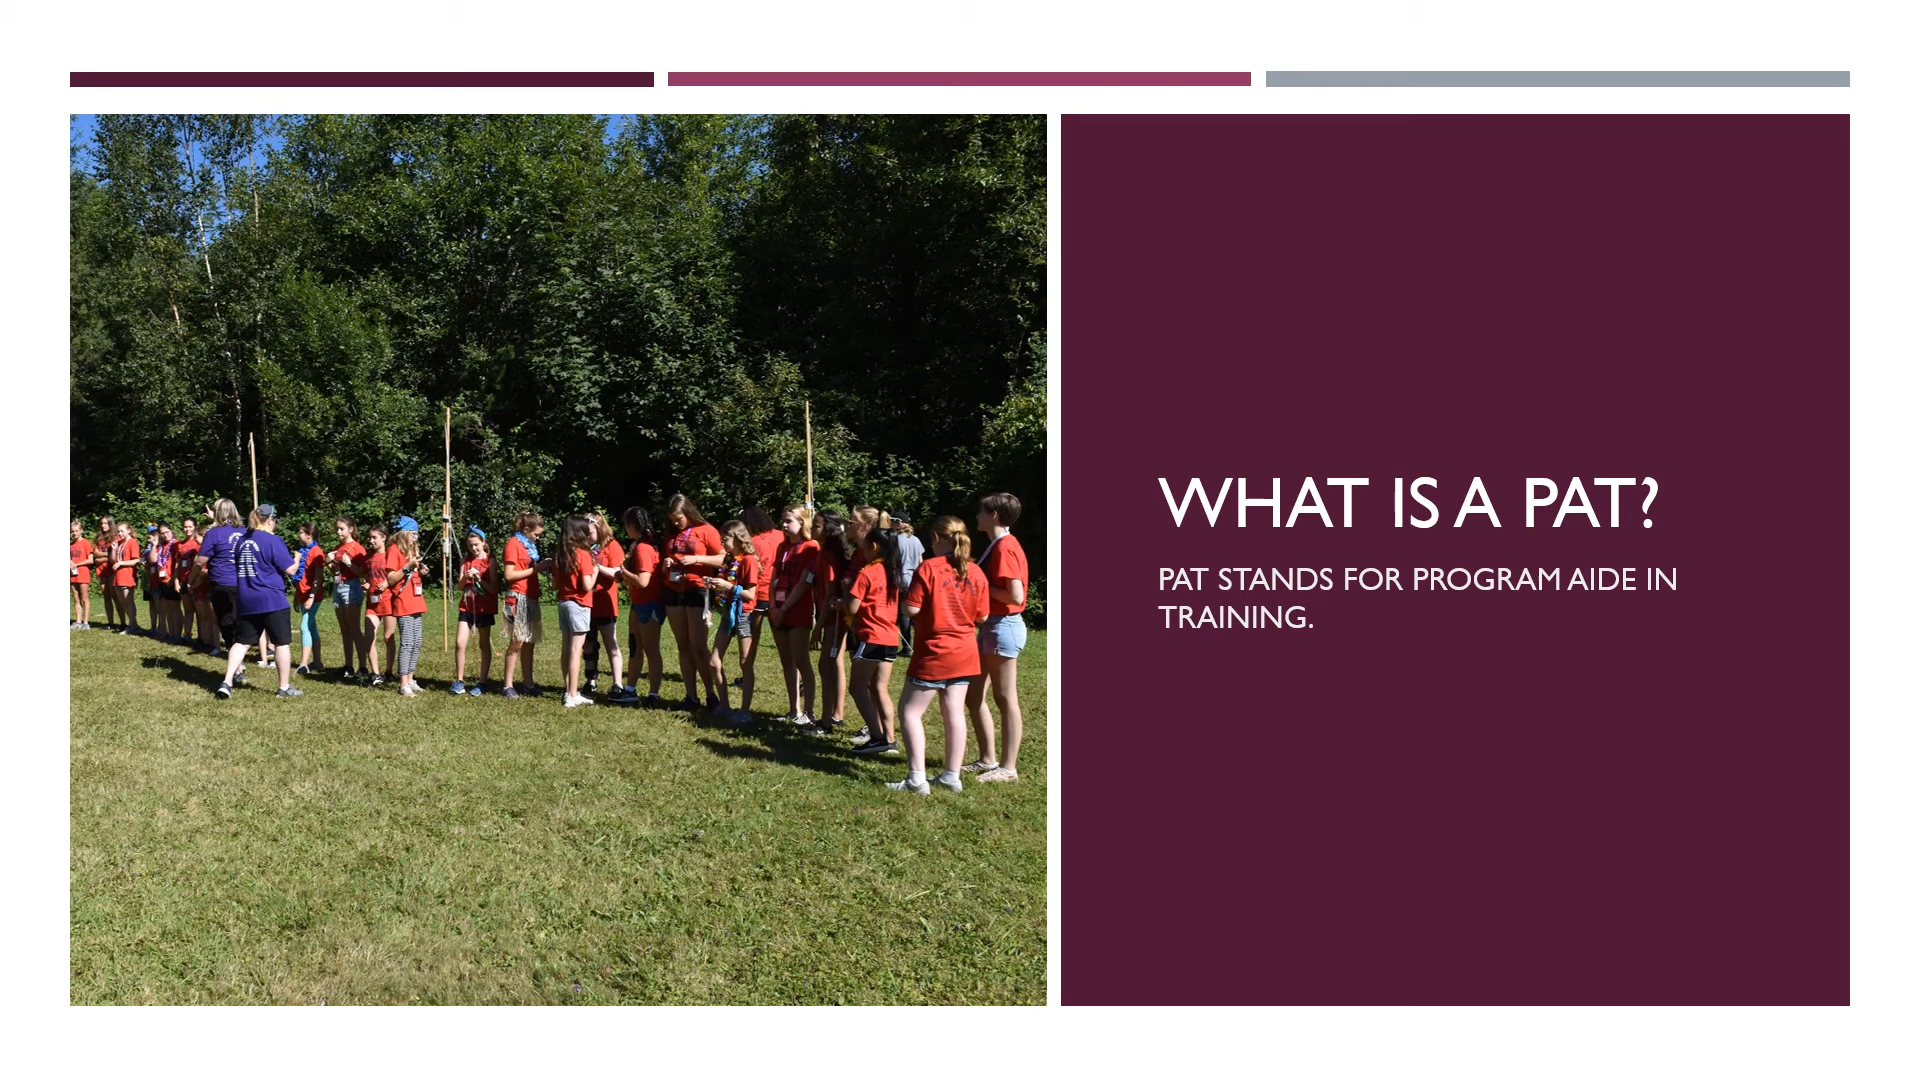 WHAT IS A PAT?
PAT STANDS FOR PROGRAM AIDE IN
TRAINING.